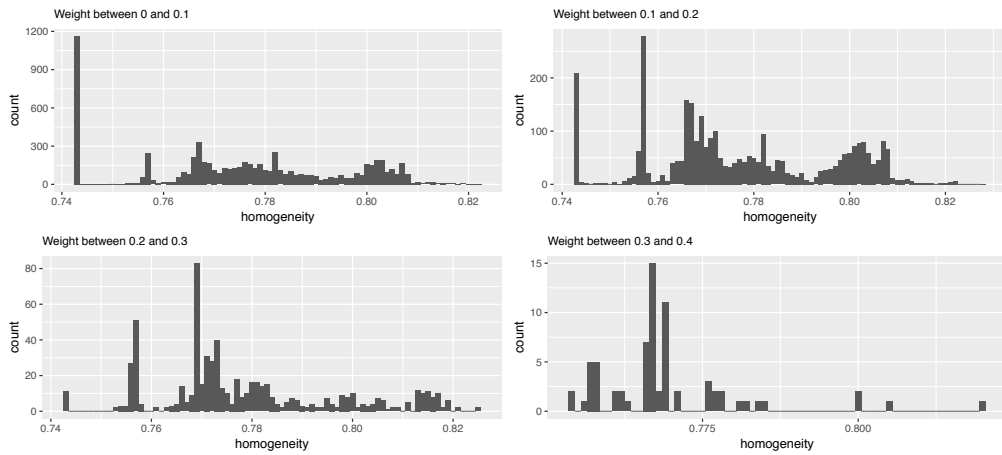 Weight between 0 and 0.1
1200
900
600
300
0
count
0.74
0.76
0.78
0.80
0.82
homogeneity
Weight between 0.1 and 0.2
200
100
0
count
0.74
0.76
0.78
0.80
0.82
homogeneity
Weight between 0.2 and 0.3
80
60
40
20
0
count
0.74
0.76
0.78
0.80
0.82
homogeneity
Weight between 0.3 and 0.4
15
10
5
0
count
0.775
0.800
homogeneity